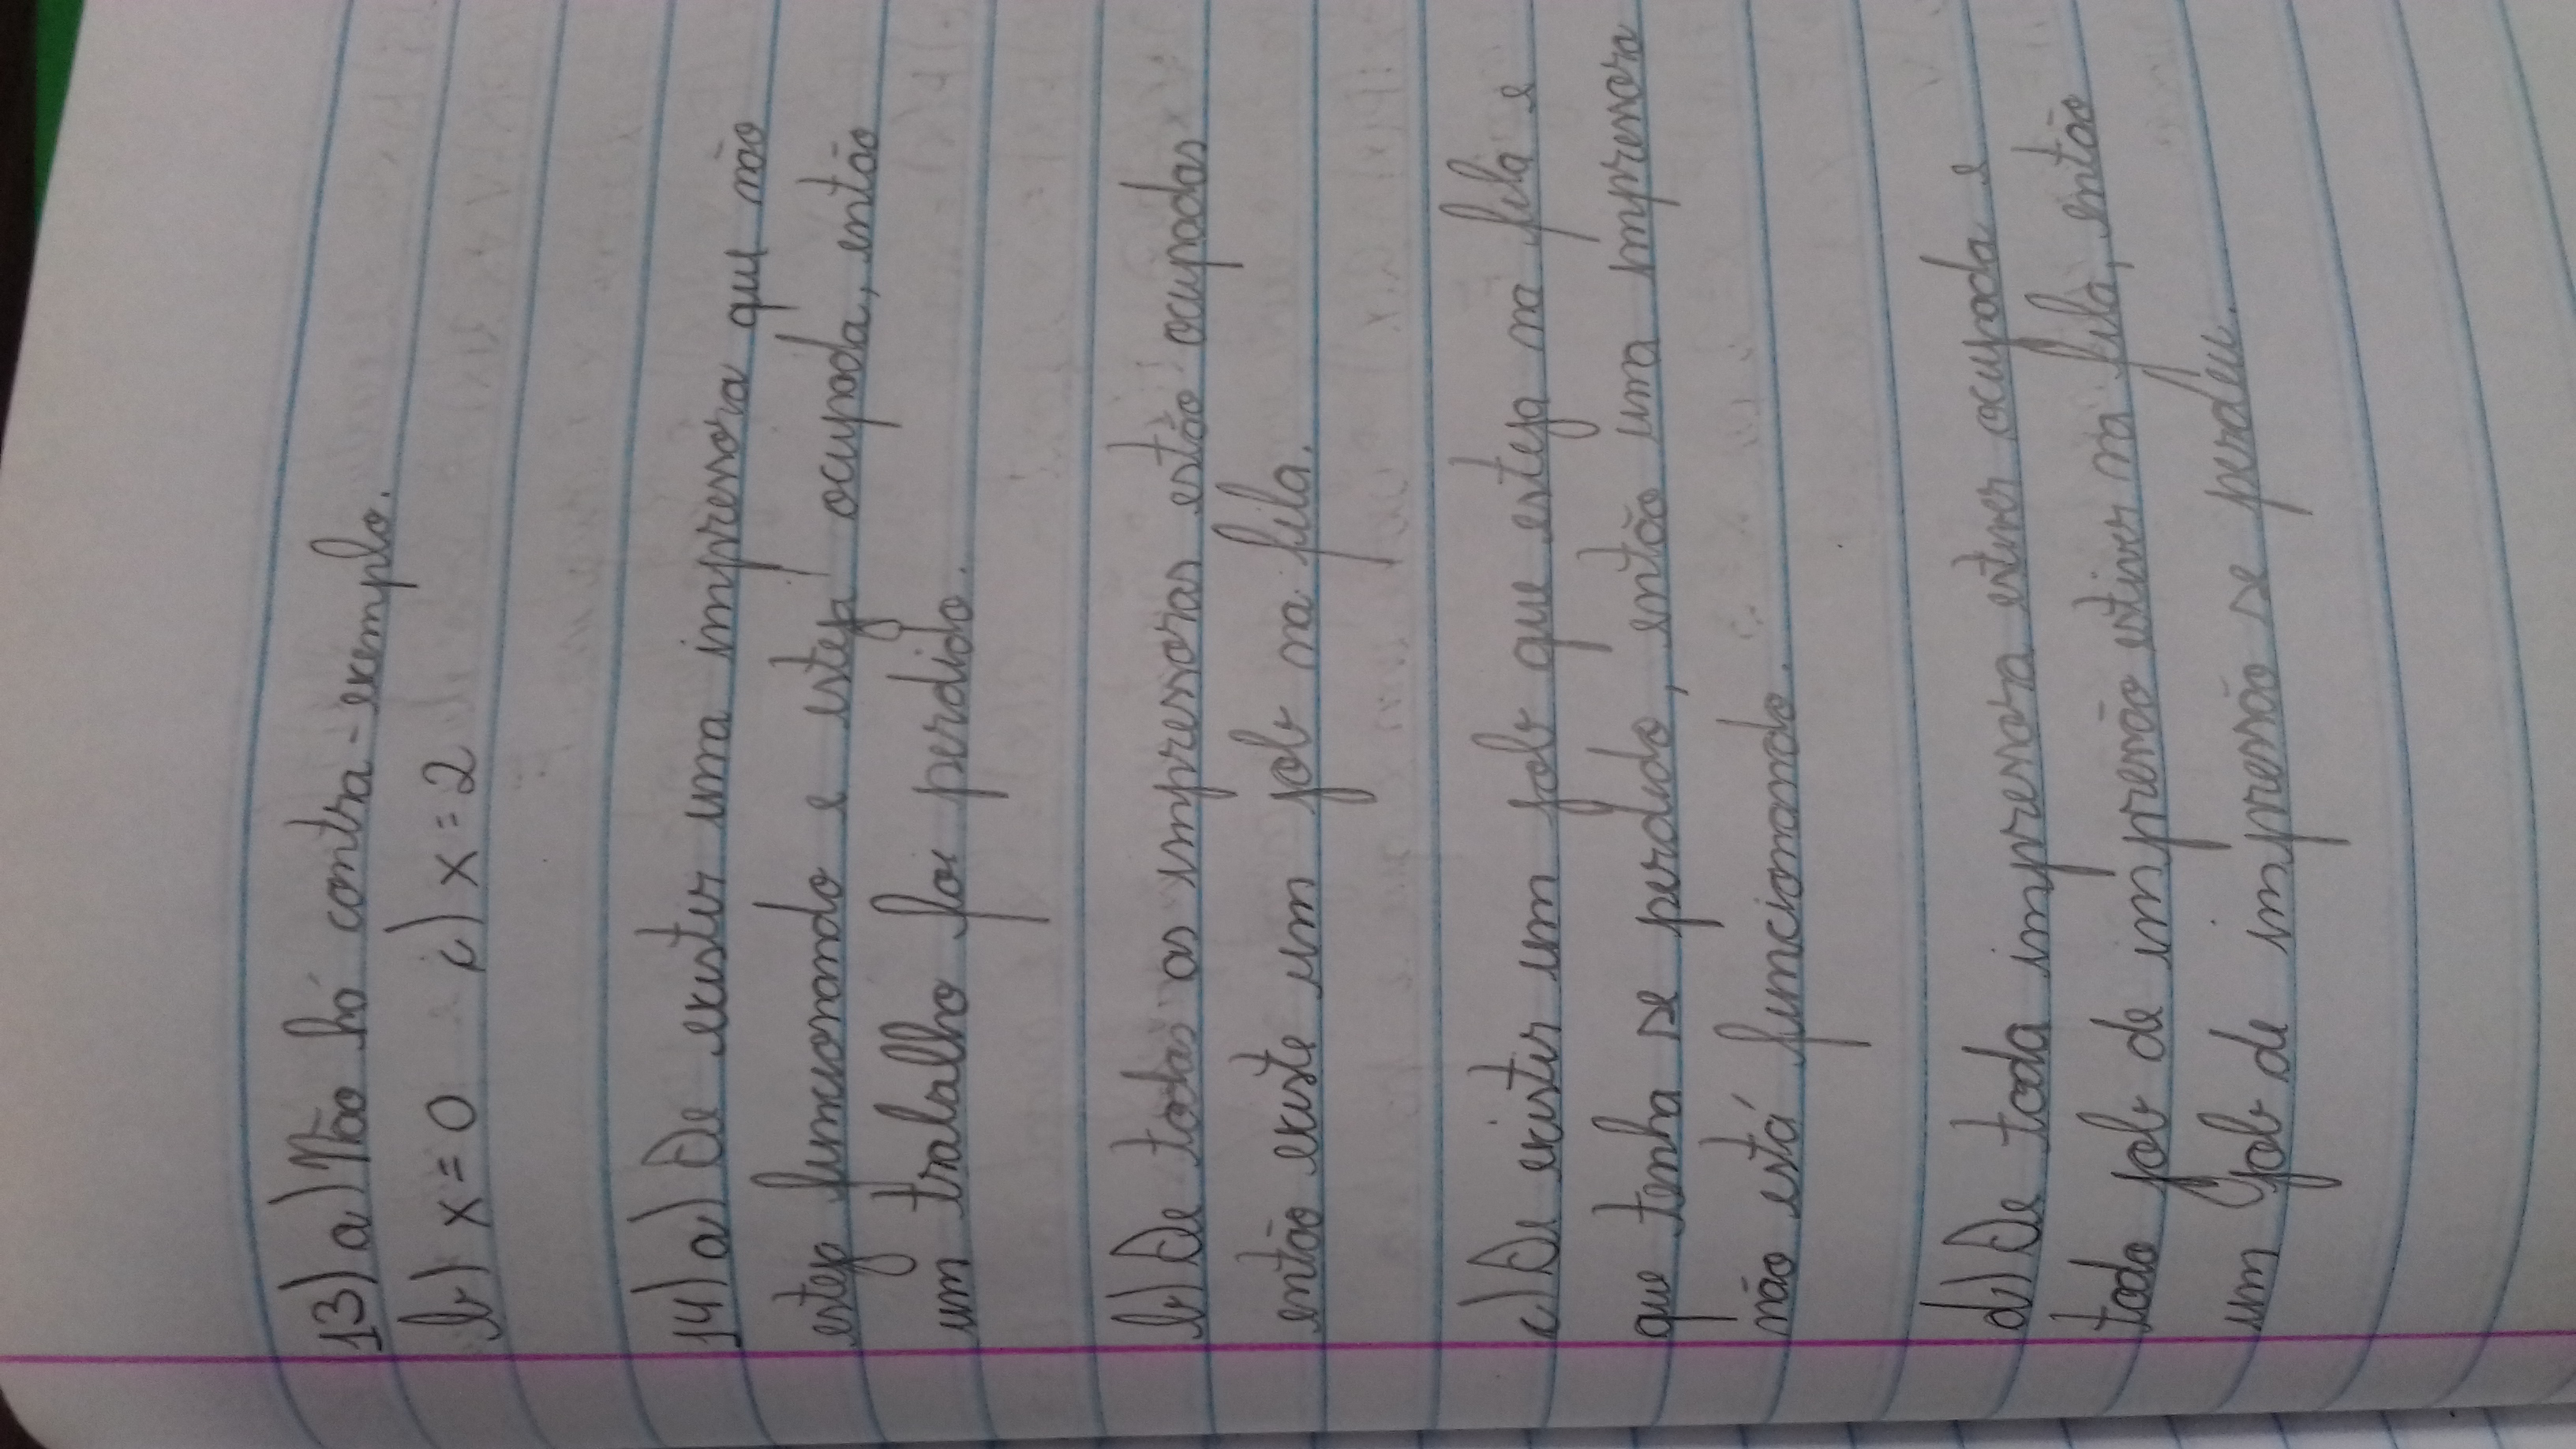 13) a) Não há contra-exemplo.
b) x = 0 c) x = 2
14) a) Se existir uma impressora que não
esteja funcionando e esteja ocupada, então
um trabalho foi perdido.
b) Se todas as impressoras estão ocupadas
então existe um job na fila.
c) Se existir um job que esteja na fila e
que tenha se perdido, então uma impressora
não está funcionando.
d) Se toda impressora estiver ocupada e
todo job de impressão estiver na fila, então
um job de impressão se perdeu.